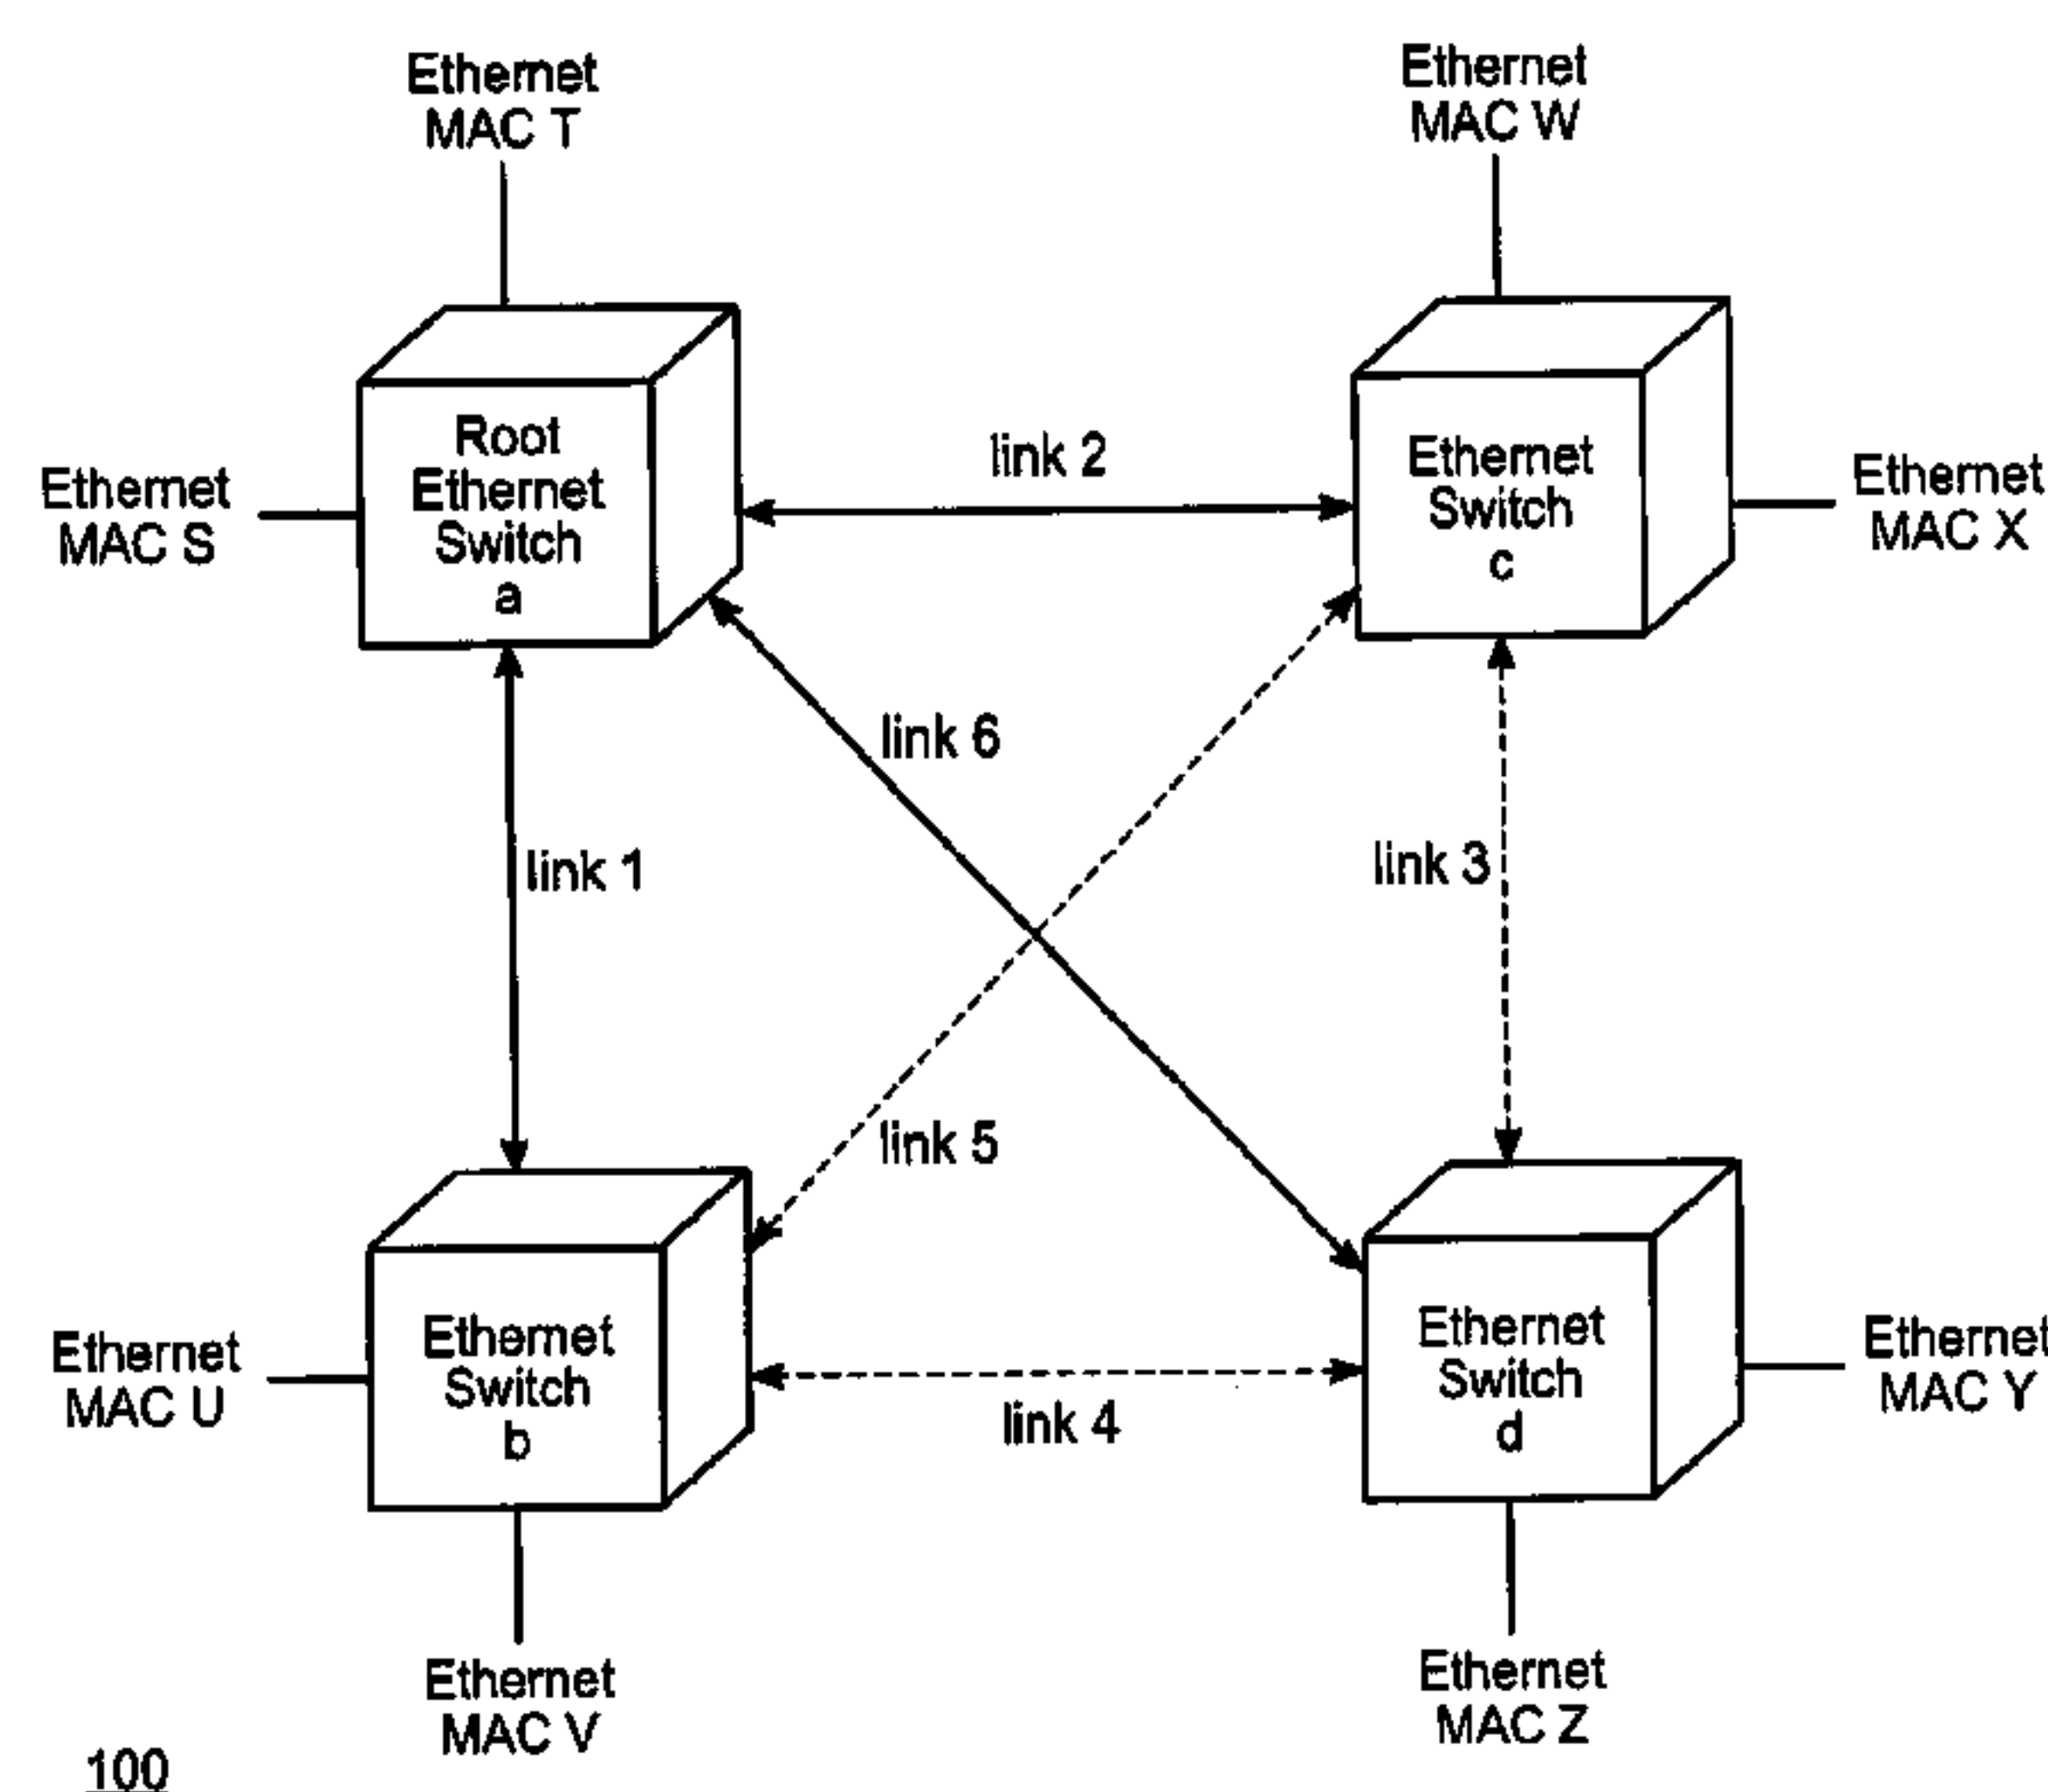 Ethernet
MAC T
Ethernet
MAC W
Root
Ethernet
Switch
a
link 2
Ethernet
Switch
c
Ethernet
MAC S
Ethernet
MAC X
link 6
link 1
link 3
link 5
Ethernet
Switch
b
Ethernet
Switch
d
Ethernet
MAC U
Ethernet
MAC Y
link 4
Ethernet
MAC V
Ethernet
MAC Z
100